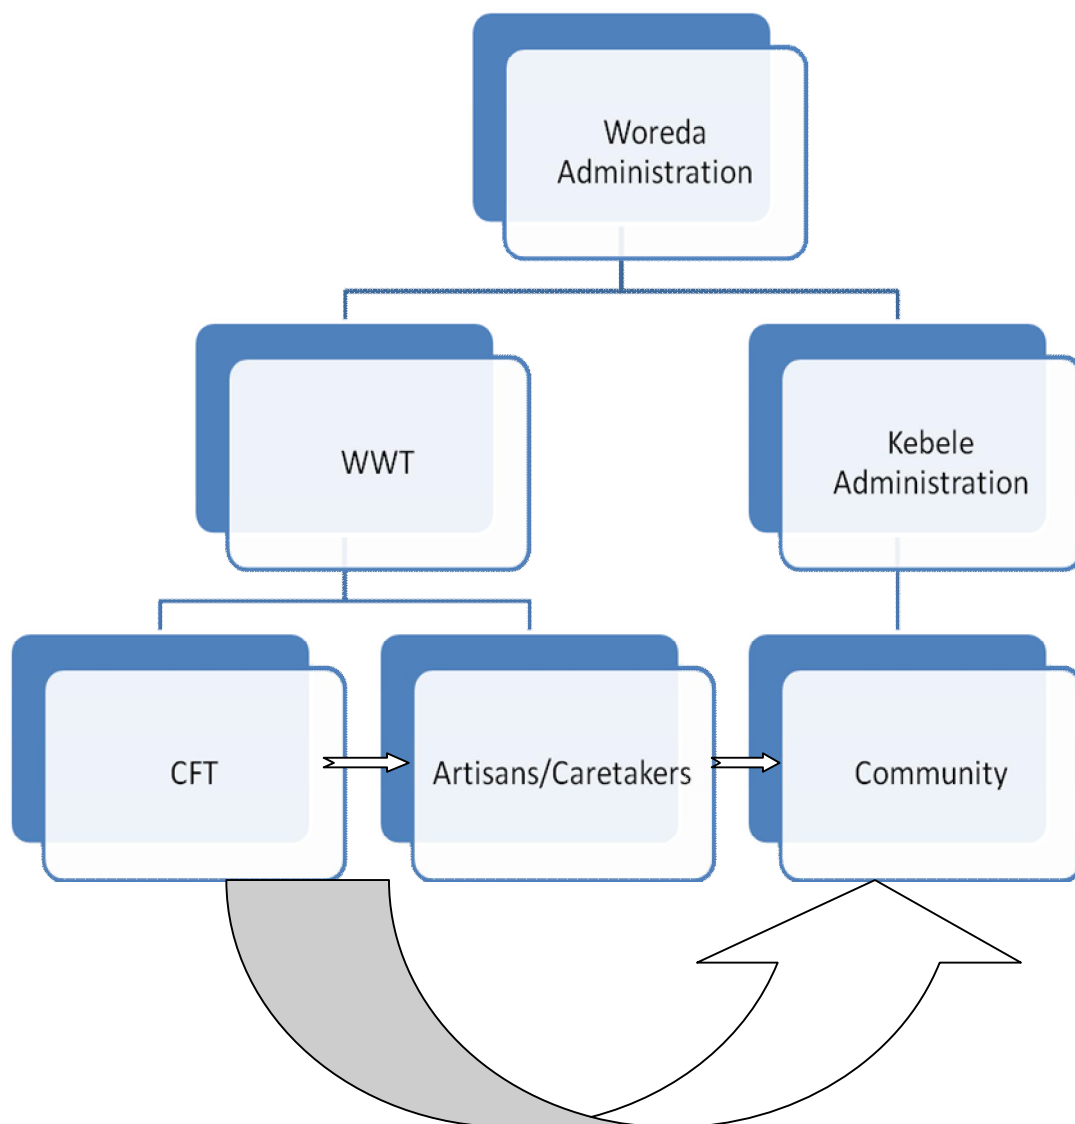 Woreda
Administration
WWT
Kebele
Administration
CFT
Artisans/Caretakers
Community